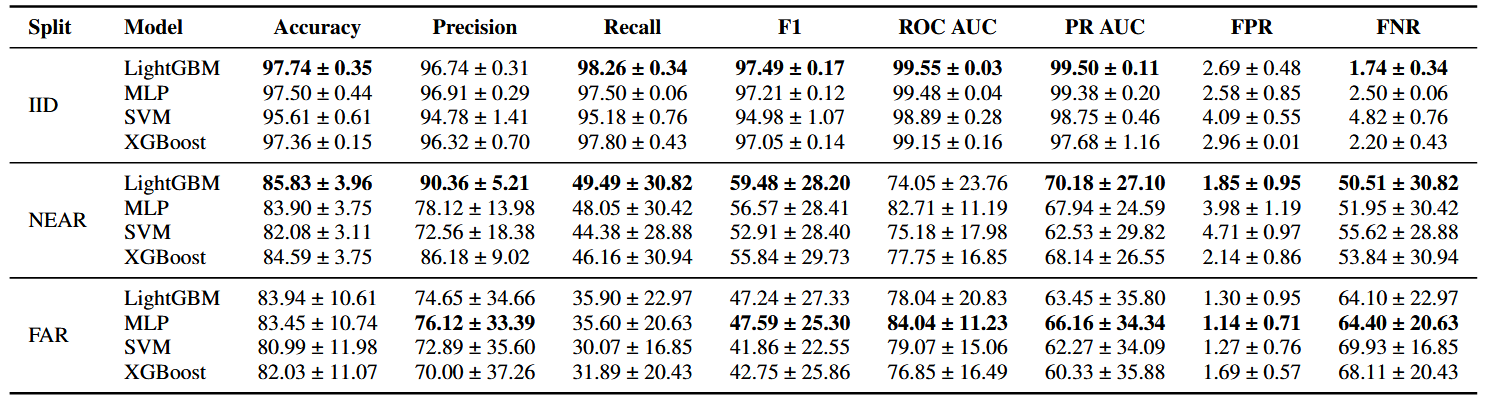 Split Model Accuracy Precision Recall F1 ROC AUC PR AUC FPR FNR
IID
LightGBM 97.74 ± 0.35 96.74 ± 0.31 98.26 ± 0.34 97.49 ± 0.17 99.55 ± 0.03 99.50 ± 0.11 2.69 ± 0.48 1.74 ± 0.34
MLP 97.50 ± 0.44 96.91 ± 0.29 97.50 ± 0.06 97.21 ± 0.12 99.48 ± 0.04 99.38 ± 0.20 2.58 ± 0.85 2.50 ± 0.06
SVM 95.61 ± 0.61 94.78 ± 1.41 95.18 ± 0.76 94.98 ± 1.07 98.89 ± 0.28 98.75 ± 0.46 4.09 ± 0.55 4.82 ± 0.76
XGBoost 97.36 ± 0.15 96.32 ± 0.70 97.80 ± 0.43 97.05 ± 0.14 99.15 ± 0.16 97.68 ± 1.16 2.96 ± 0.01 2.20 ± 0.43
NEAR
LightGBM 85.83 ± 3.96 90.36 ± 5.21 49.49 ± 30.82 59.48 ± 28.20 74.05 ± 23.76 70.18 ± 27.10 1.85 ± 0.95 50.51 ± 30.82
MLP 83.90 ± 3.75 78.12 ± 13.98 48.05 ± 30.42 56.57 ± 28.41 82.71 ± 11.19 67.94 ± 24.59 3.98 ± 1.19 51.95 ± 30.42
SVM 82.08 ± 3.11 72.56 ± 18.38 44.38 ± 28.88 52.91 ± 28.40 75.18 ± 17.98 62.53 ± 29.82 4.71 ± 0.97 55.62 ± 28.88
XGBoost 84.59 ± 3.75 86.18 ± 9.02 46.16 ± 30.94 55.84 ± 29.73 77.75 ± 16.85 68.14 ± 26.55 2.14 ± 0.86 53.84 ± 30.94
FAR
LightGBM 83.94 ± 10.61 74.65 ± 34.66 35.90 ± 22.97 47.24 ± 27.33 78.04 ± 20.83 63.45 ± 35.80 1.30 ± 0.95 64.10 ± 22.97
MLP 83.45 ± 10.74 76.12 ± 33.39 35.60 ± 20.63 47.59 ± 25.30 84.04 ± 11.23 66.16 ± 34.34 1.14 ± 0.71 64.40 ± 20.63
SVM 80.99 ± 11.98 72.89 ± 35.60 30.07 ± 16.85 41.86 ± 22.55 79.07 ± 15.06 62.27 ± 34.09 1.27 ± 0.76 69.93 ± 16.85
XGBoost 82.03 ± 11.07 70.00 ± 37.26 31.89 ± 20.43 42.75 ± 25.86 76.85 ± 16.49 60.33 ± 35.88 1.69 ± 0.57 68.11 ± 20.43